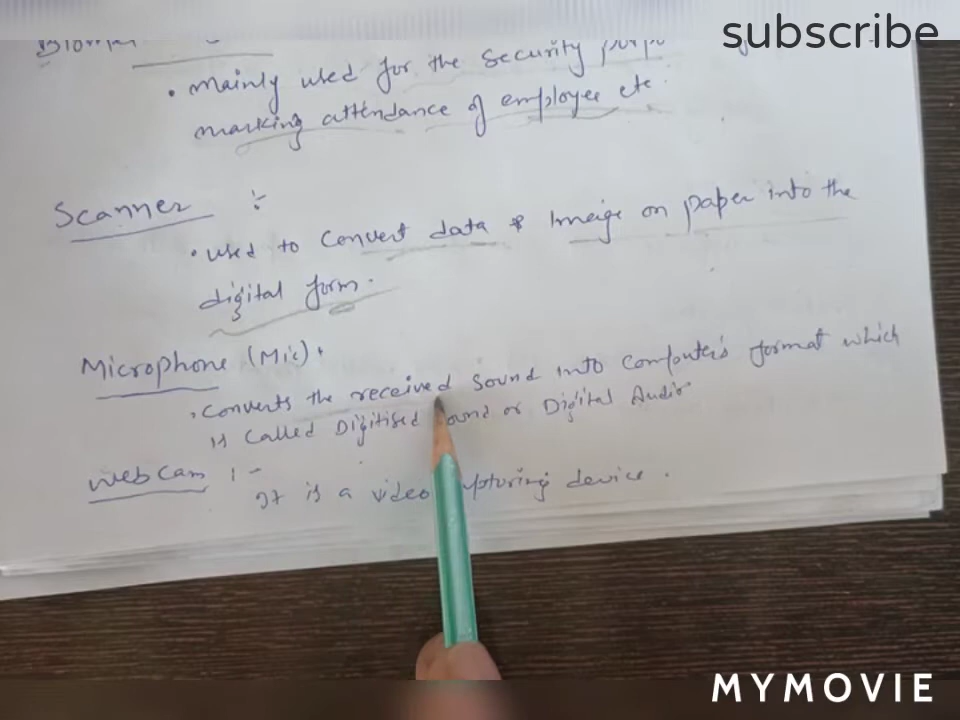 subscribe
• Mainly used for the security
marking attendance of employee etc.
Scanner :-
• used to convert data & Image on paper into the
digital form.
Microphone (Mic).
• converts the received sound into computer's format which
is called Digitised or Digital Audio
Webcam :-
It is a video device.
MYMOVIE